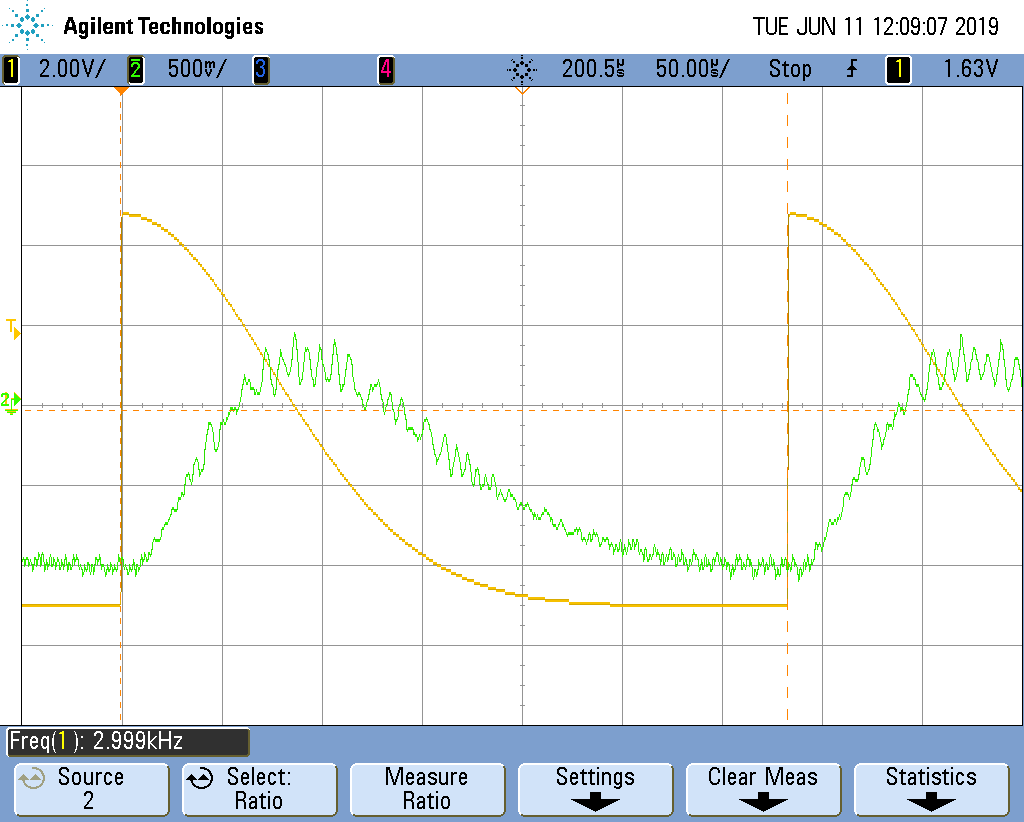 Agilent Technologies
TUE JUN 11 12:09:07 2019
1 2.00V/ 2 500mV/ 3 4 200.5µs 50.00µs/ Stop 1 1.63V
T
2
Freq(1): 2.999kHz
Source
2
Select:
Ratio
Measure
Ratio
Settings
Clear Meas
Statistics